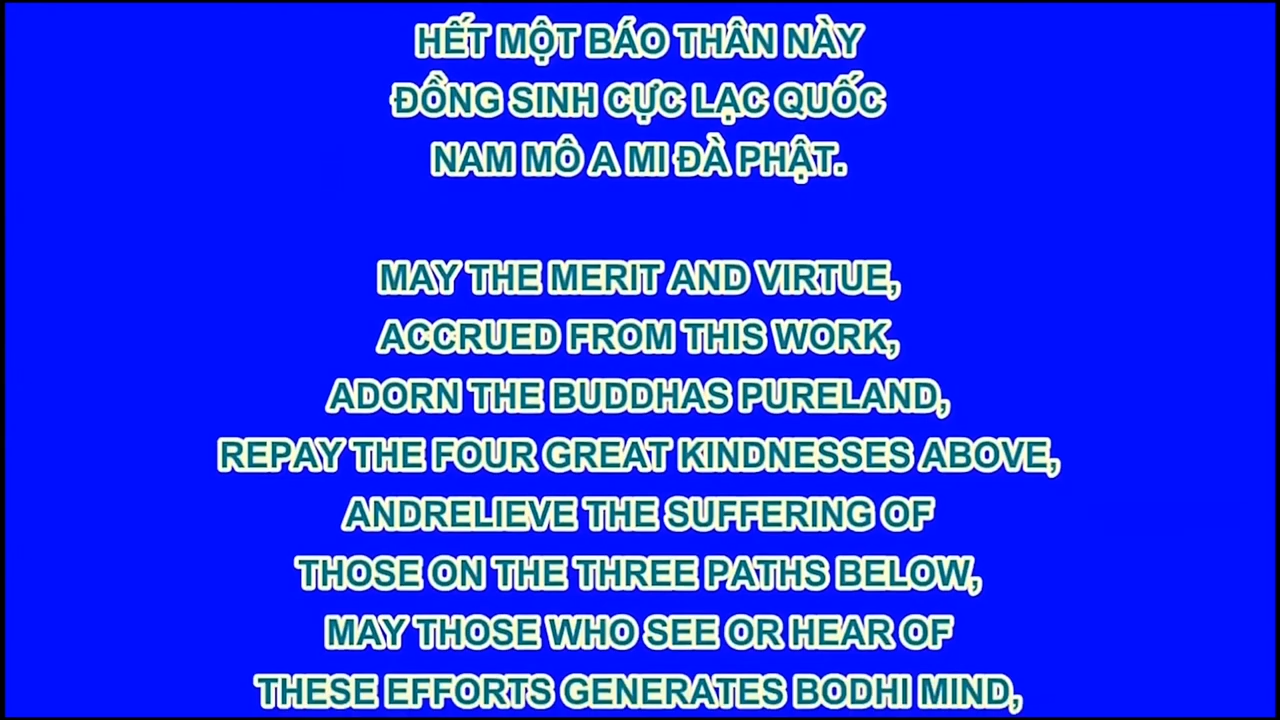 HẾT MỘT BÁO THÂN NÀY
ĐỒNG SINH CỰC LẠC QUỐC
NAM MÔ A MI ĐÀ PHẬT.
MAY THE MERIT AND VIRTUE,
ACCRUED FROM THIS WORK,
ADORN THE BUDDHAS PURELAND,
REPAY THE FOUR GREAT KINDNESSES ABOVE,
ANDRELIEVE THE SUFFERING OF
THOSE ON THE THREE PATHS BELOW,
MAY THOSE WHO SEE OR HEAR OF
THESE EFFORTS GENERATES BODHI MIND,